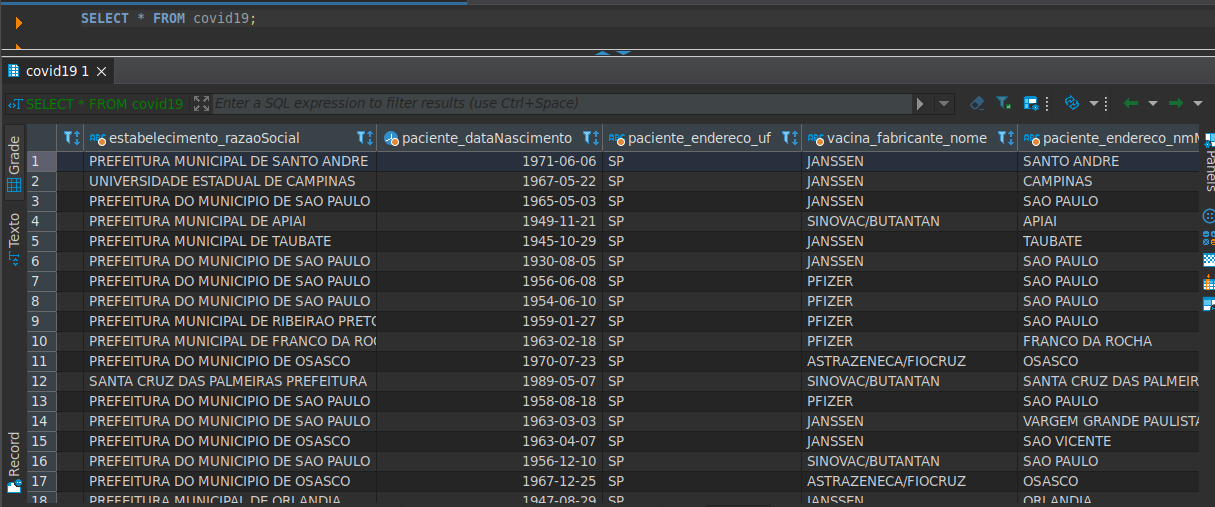 SELECT * FROM covid19;
covid19 1
SELECT * FROM covid19 Enter a SQL expression to filter results (use Ctrl+Space)
estabelecimento_razaoSocial paciente_dataNascimento paciente_endereco_uf vacina_fabricante_nome paciente_endereco_nmM
1 PREFEITURA MUNICIPAL DE SANTO ANDRE 1971-06-06 SP JANSSEN SANTO ANDRE
2 UNIVERSIDADE ESTADUAL DE CAMPINAS 1967-05-22 SP JANSSEN CAMPINAS
3 PREFEITURA DO MUNICIPIO DE SAO PAULO 1965-05-03 SP JANSSEN SAO PAULO
4 PREFEITURA MUNICIPAL DE APIAI 1949-11-21 SP SINOVAC/BUTANTAN APIAI
5 PREFEITURA MUNICIPAL DE TAUBATE 1945-10-29 SP JANSSEN TAUBATE
6 PREFEITURA DO MUNICIPIO DE SAO PAULO 1930-08-05 SP JANSSEN SAO PAULO
7 PREFEITURA DO MUNICIPIO DE SAO PAULO 1956-06-08 SP PFIZER SAO PAULO
8 PREFEITURA DO MUNICIPIO DE SAO PAULO 1954-06-10 SP PFIZER SAO PAULO
9 PREFEITURA MUNICIPAL DE RIBEIRAO PRETO 1959-01-27 SP PFIZER SAO PAULO
10 PREFEITURA MUNICIPAL DE FRANCO DA ROC 1963-02-18 SP PFIZER FRANCO DA ROCHA
11 PREFEITURA DO MUNICIPIO DE OSASCO 1970-07-23 SP ASTRAZENECA/FIOCRUZ OSASCO
12 SANTA CRUZ DAS PALMEIRAS PREFEITURA 1989-05-07 SP SINOVAC/BUTANTAN SANTA CRUZ DAS PALMEIR
13 PREFEITURA DO MUNICIPIO DE SAO PAULO 1958-08-18 SP PFIZER SAO PAULO
14 PREFEITURA DO MUNICIPIO DE SAO PAULO 1963-03-03 SP JANSSEN VARGEM GRANDE PAULISTA
15 PREFEITURA DO MUNICIPIO DE OSASCO 1963-04-07 SP JANSSEN SAO VICENTE
16 PREFEITURA DO MUNICIPIO DE SAO PAULO 1956-12-10 SP SINOVAC/BUTANTAN SAO PAULO
17 PREFEITURA DO MUNICIPIO DE OSASCO 1967-12-25 SP ASTRAZENECA/FIOCRUZ OSASCO
18 PREFEITURA MUNICIPAL DE ORLANDIA 1947-08-29 SP JANSSEN ORLANDIA
Grade
Texto
Record
Panels